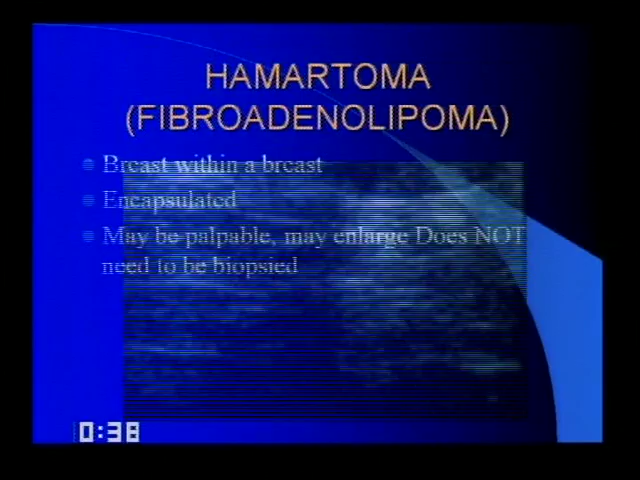 HAMARTOMA
(FIBROADENOLIPOMA)
Breast within a breast
Encapsulated
May be palpable, may enlarge Does NOT
need to be biopsied
0:38